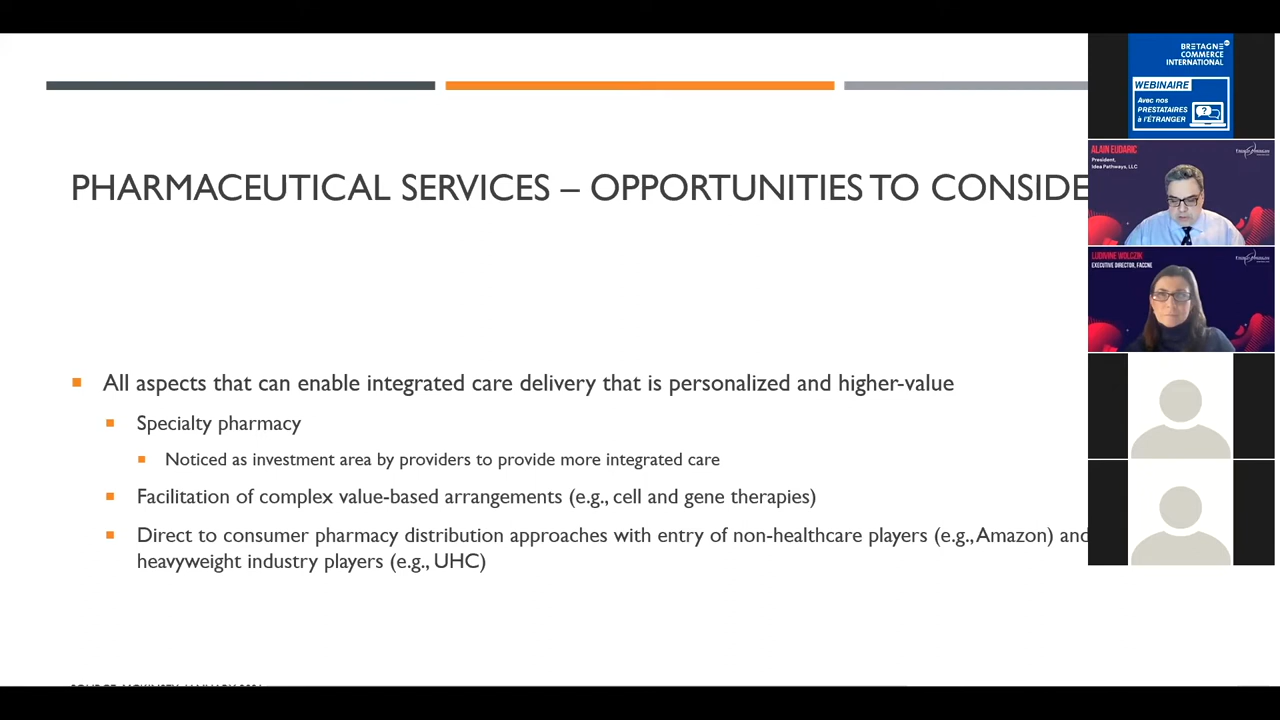 PHARMACEUTICAL SERVICES – OPPORTUNITIES TO CONSIDE
All aspects that can enable integrated care delivery that is personalized and higher-value
Specialty pharmacy
Noticed as investment area by providers to provide more integrated care
Facilitation of complex value-based arrangements (e.g., cell and gene therapies)
Direct to consumer pharmacy distribution approaches with entry of non-healthcare players (e.g., Amazon) and
heavyweight industry players (e.g., UHC)
BRETAGNE
COMMERCE
INTERNATIONAL
WEBINAIRE
Avec nos
PRESTATAIRES
à l'ÉTRANGER
ALAIN EUDARIC
President,
Idea Pathways, LLC
LUDIVINE WOLCZIK
EXECUTIVE DIRECTOR, FACCNE